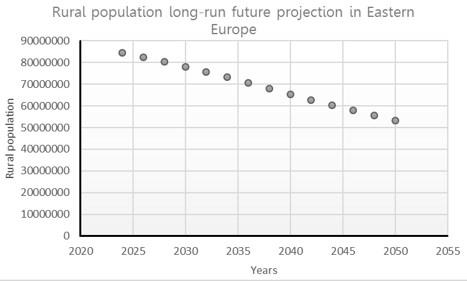 Rural population long-run future projection in Eastern
Europe
90000000
80000000
70000000
60000000
50000000
40000000
30000000
20000000
10000000
0
Rural population
2020 2025 2030 2035 2040 2045 2050 2055
Years